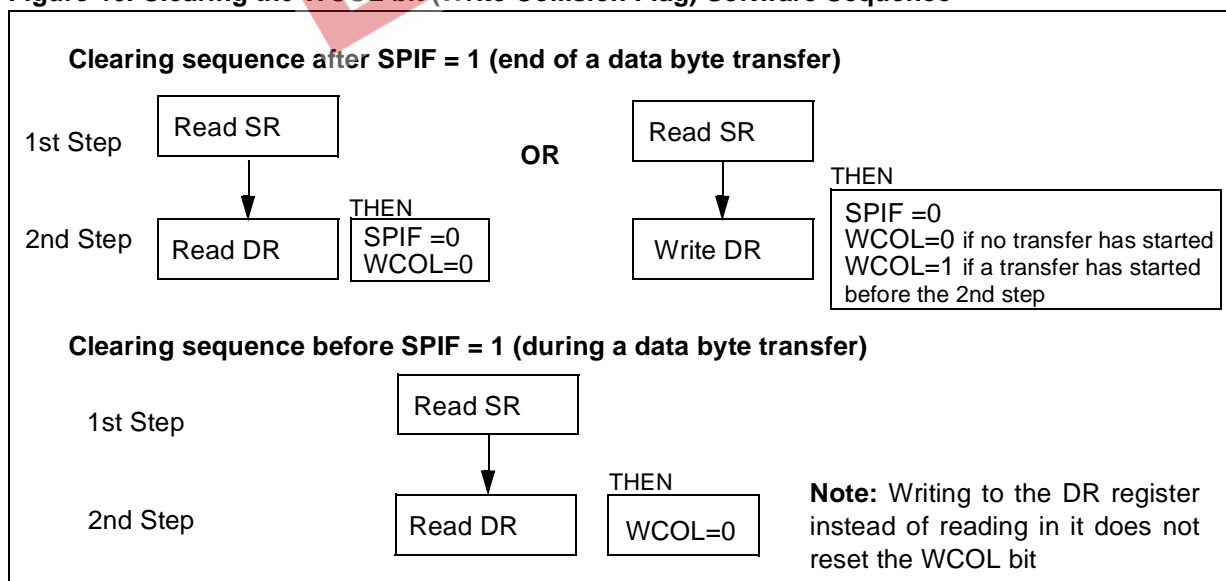 Clearing sequence after SPIF = 1 (end of a data byte transfer)
1st Step
Read SR
OR
Read SR
THEN
2nd Step
Read DR
THEN
SPIF =0
WCOL=0
Write DR
SPIF =0
WCOL=0 if no transfer has started
WCOL=1 if a transfer has started
before the 2nd step
Clearing sequence before SPIF = 1 (during a data byte transfer)
1st Step
Read SR
2nd Step
Read DR
THEN
WCOL=0
Note: Writing to the DR register
instead of reading in it does not
reset the WCOL bit